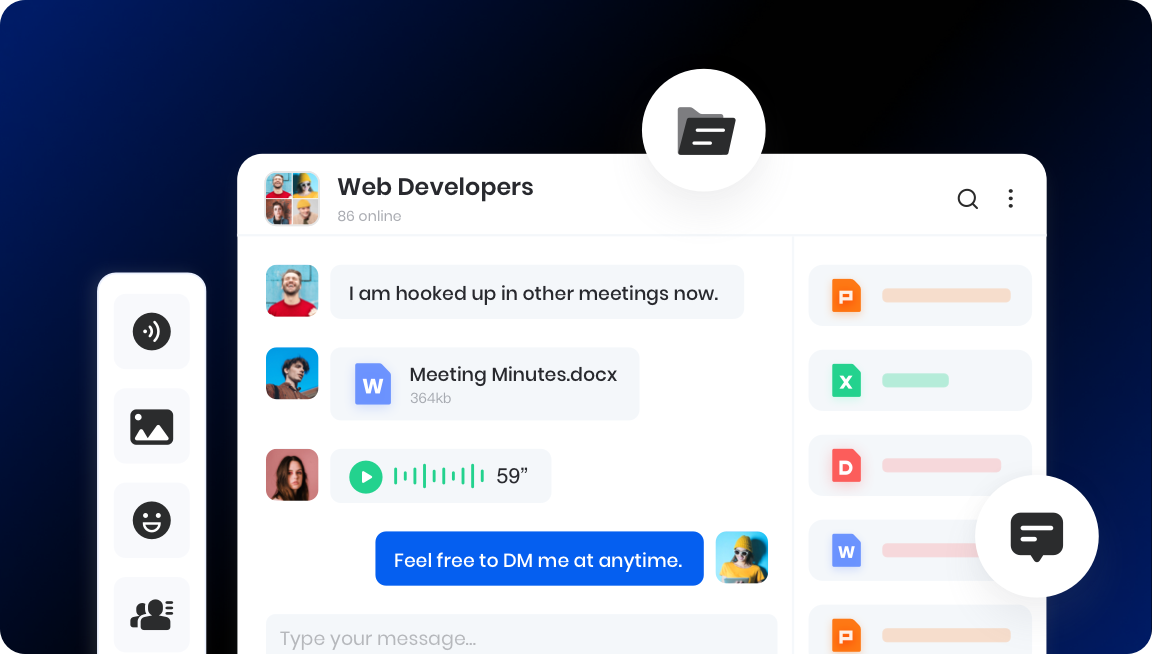 Web Developers
86 online
I am hooked up in other meetings now.
W
Meeting Minutes.docx
364kb
59”
Feel free to DM me at anytime.
Type your message...
P
X
D
W
P